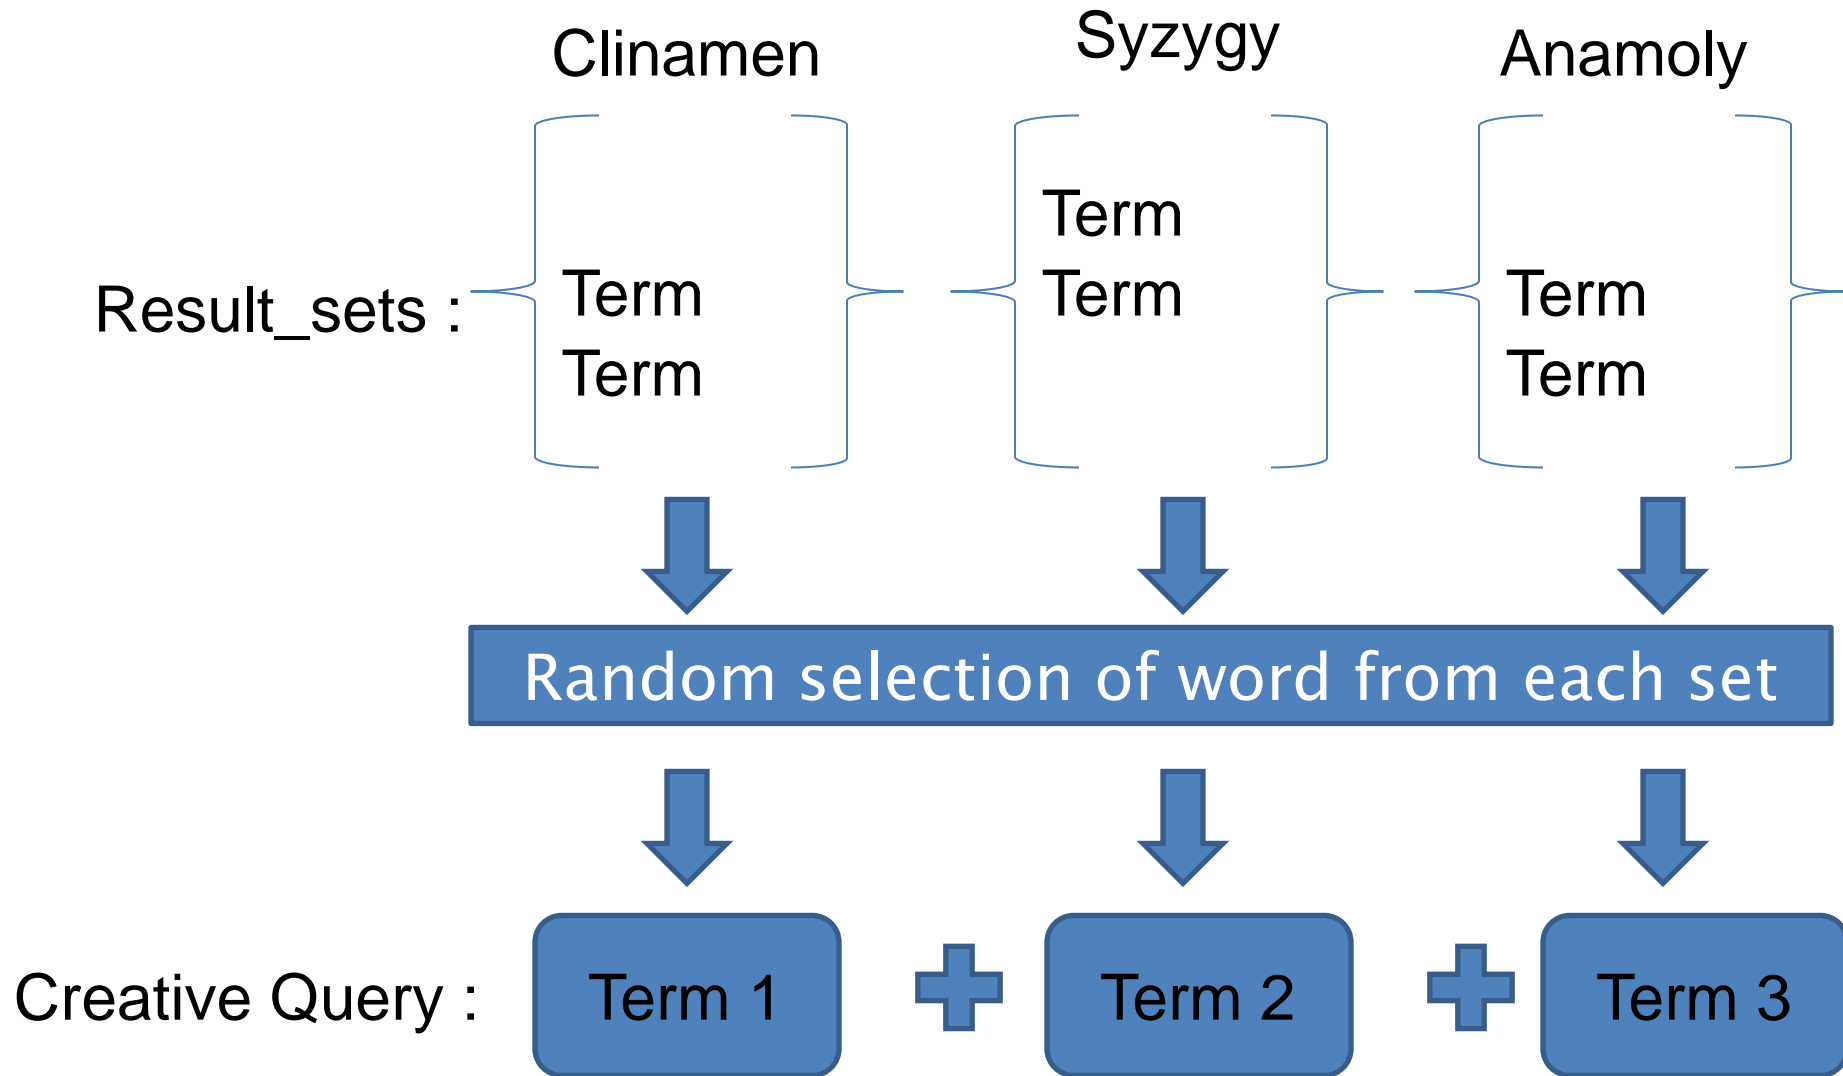 Clinamen
Syzygy
Anamoly
Result_sets :
Term
Term
Term
Term
Term
Term
Random selection of word from each set
Creative Query :
Term 1
Term 2
Term 3